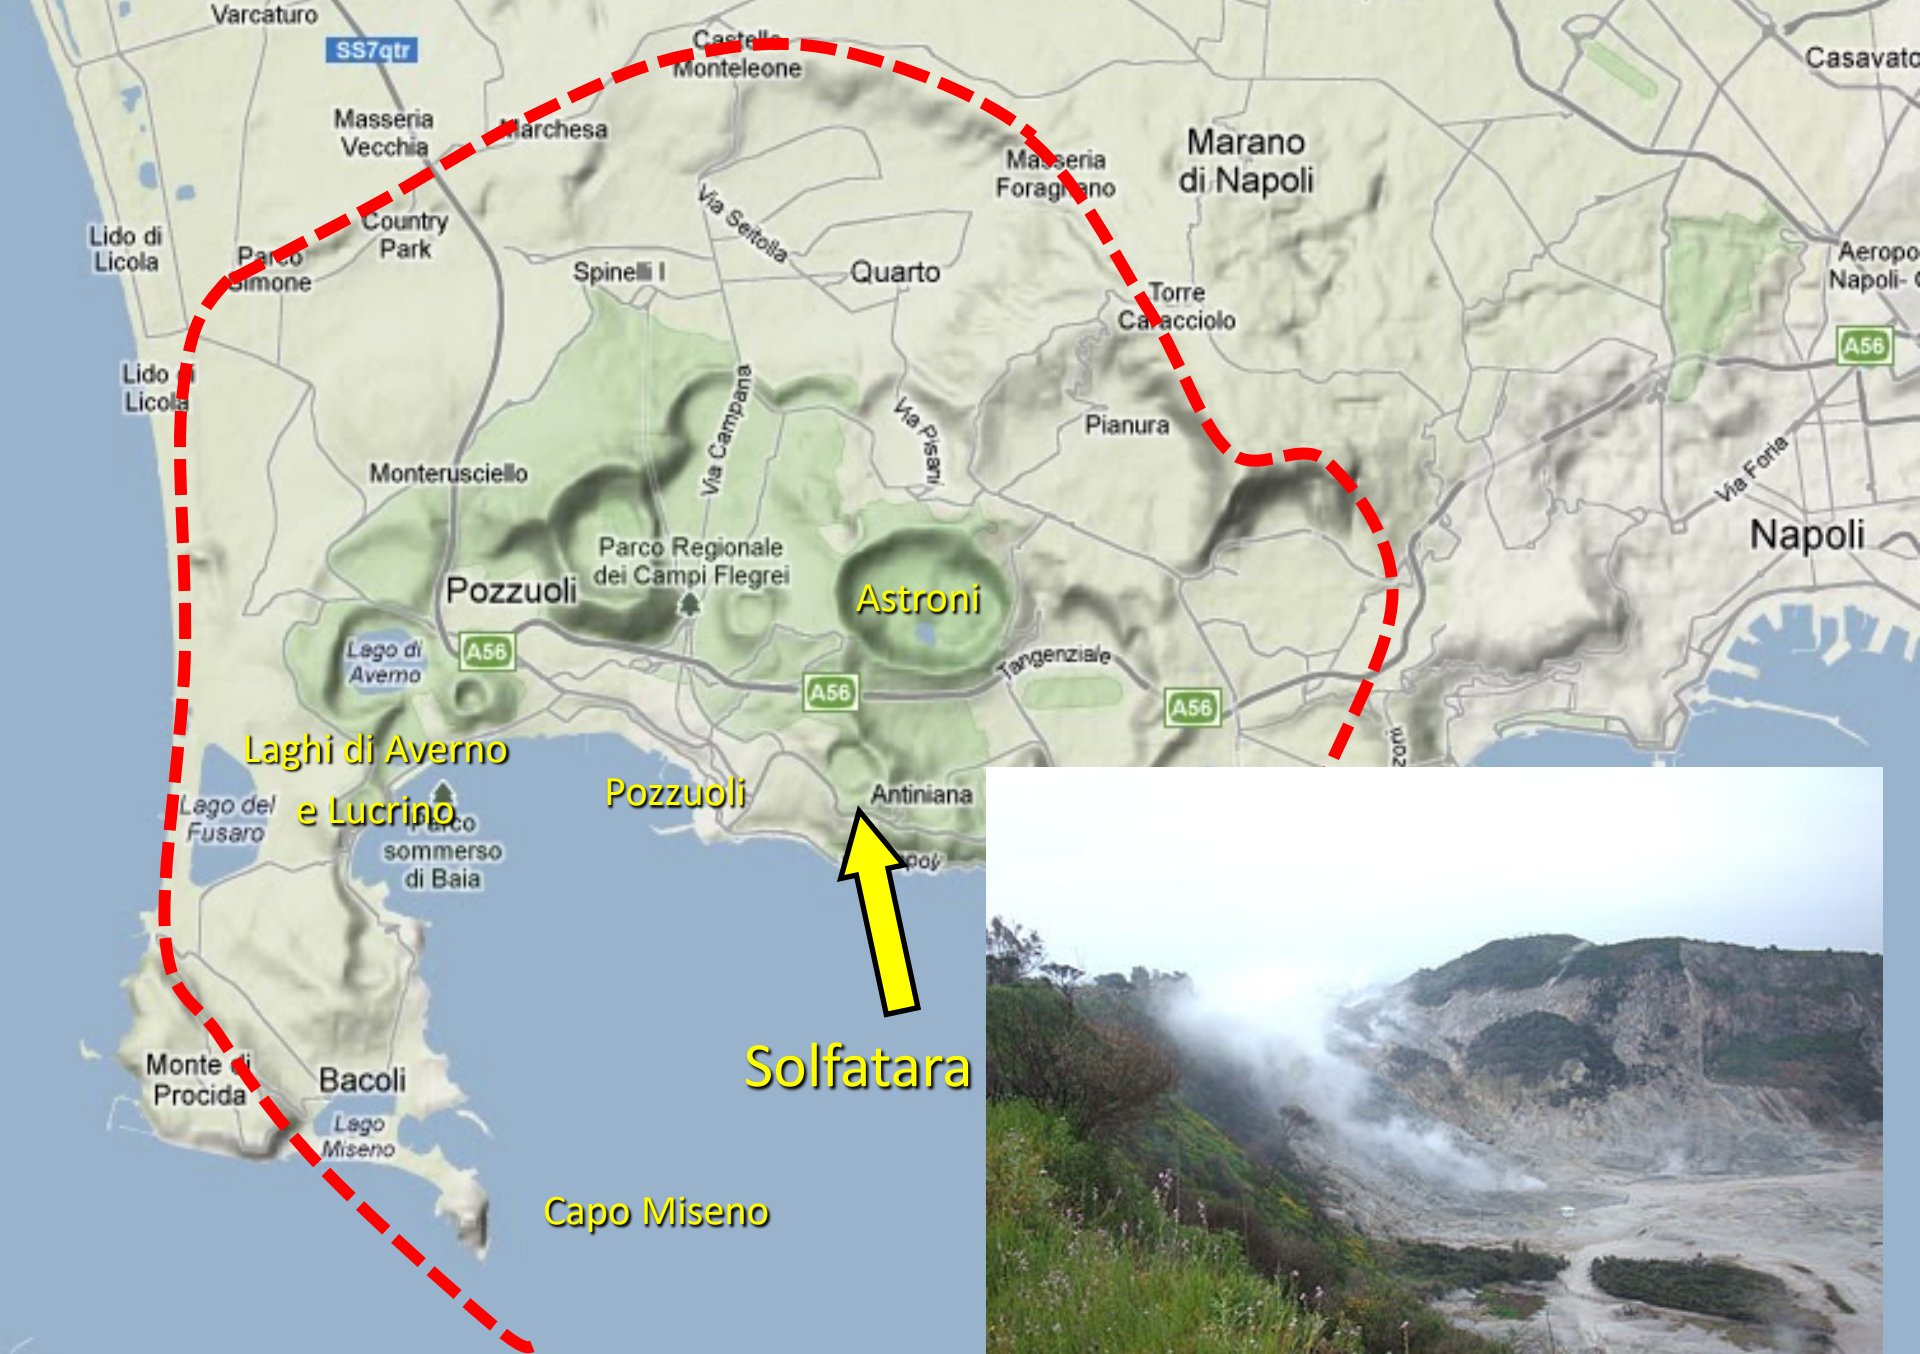 Varcaturo
SS7qtr
Castello
Monteleone
Casavato
Masseria
Vecchia
Marchesa
Marano
di Napoli
Masseria
Foragnano
Via Seitolla
Country
Park
Lido di
Licola
Parco
Simone
Spinelli I
Quarto
Aeropo
Napoli-
Torre
Caracciolo
A56
Lido di
Licola
Via Campana
Via Pisani
Pianura
Monterusciello
Via Foria
Napoli
Parco Regionale
dei Campi Flegrei
Pozzuoli
Astroni
Lago di
Averno
A56
Tangenziale
A56
A56
Laghi di Averno
e Lucrino
Pozzuoli
Antiniana
Lago del
Fusaro
Parco
sommerso
di Baia
Solfatara
Monte di
Procida
Bacoli
Lago
Miseno
Capo Miseno